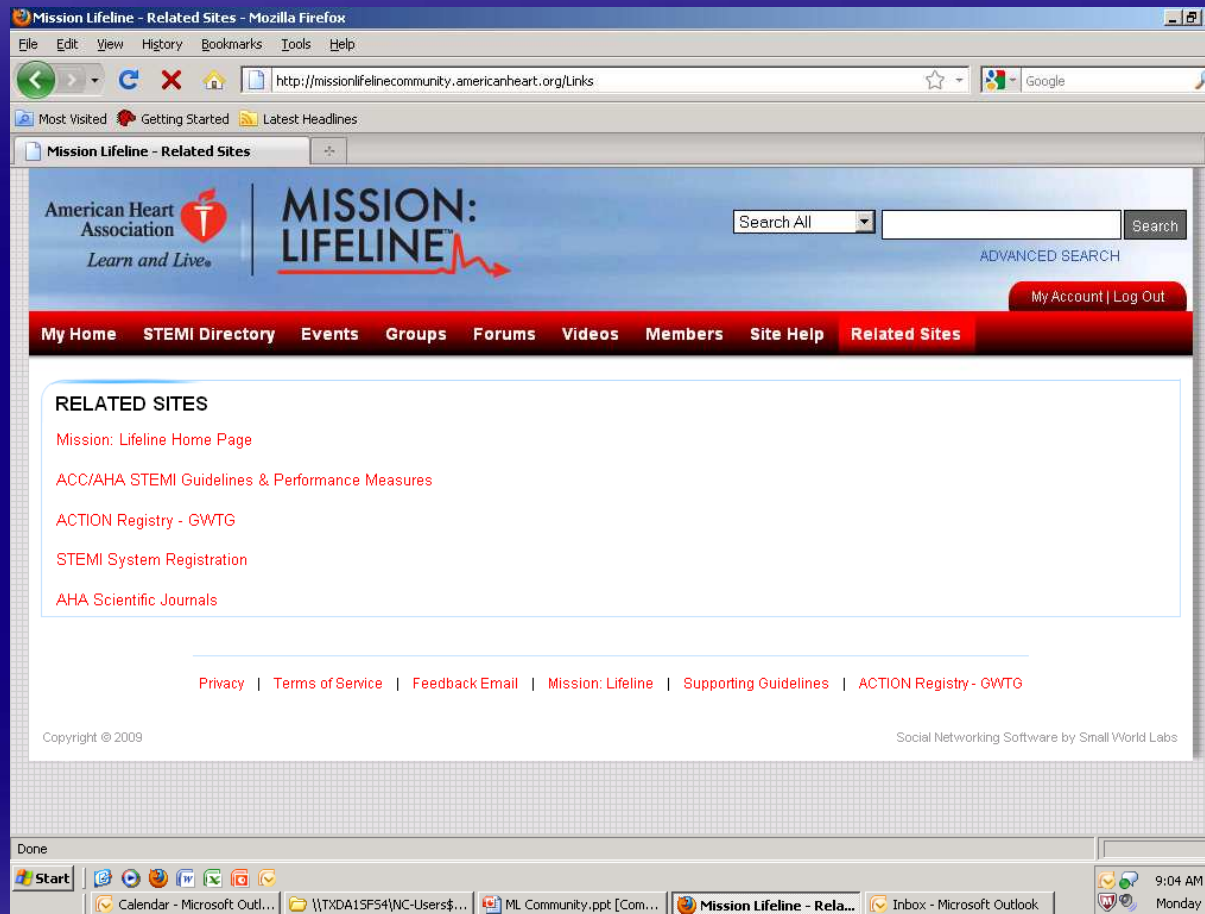 Mission Lifeline - Related Sites - Mozilla Firefox
File Edit View History Bookmarks Tools Help
http://missionlifelinecommunity.americanheart.org/Links
Google
Most Visited Getting Started Latest Headlines
Mission Lifeline - Related Sites
American Heart
Association
Learn and Live®
MISSION:
LIFELINE™
Search All
Search
ADVANCED SEARCH
My Account | Log Out
My Home STEMI Directory Events Groups Forums Videos Members Site Help Related Sites
RELATED SITES
Mission: Lifeline Home Page
ACC/AHA STEMI Guidelines & Performance Measures
ACTION Registry - GWTG
STEMI System Registration
AHA Scientific Journals
Privacy | Terms of Service | Feedback Email | Mission: Lifeline | Supporting Guidelines | ACTION Registry - GWTG
Copyright © 2009
Social Networking Software by Small World Labs
Done
Start
9:04 AM
Calendar - Microsoft Outl... \\TXDA1SFS4\NC-Users$... ML Community.ppt [Com... Mission Lifeline - Rela... Inbox - Microsoft Outlook
Monday